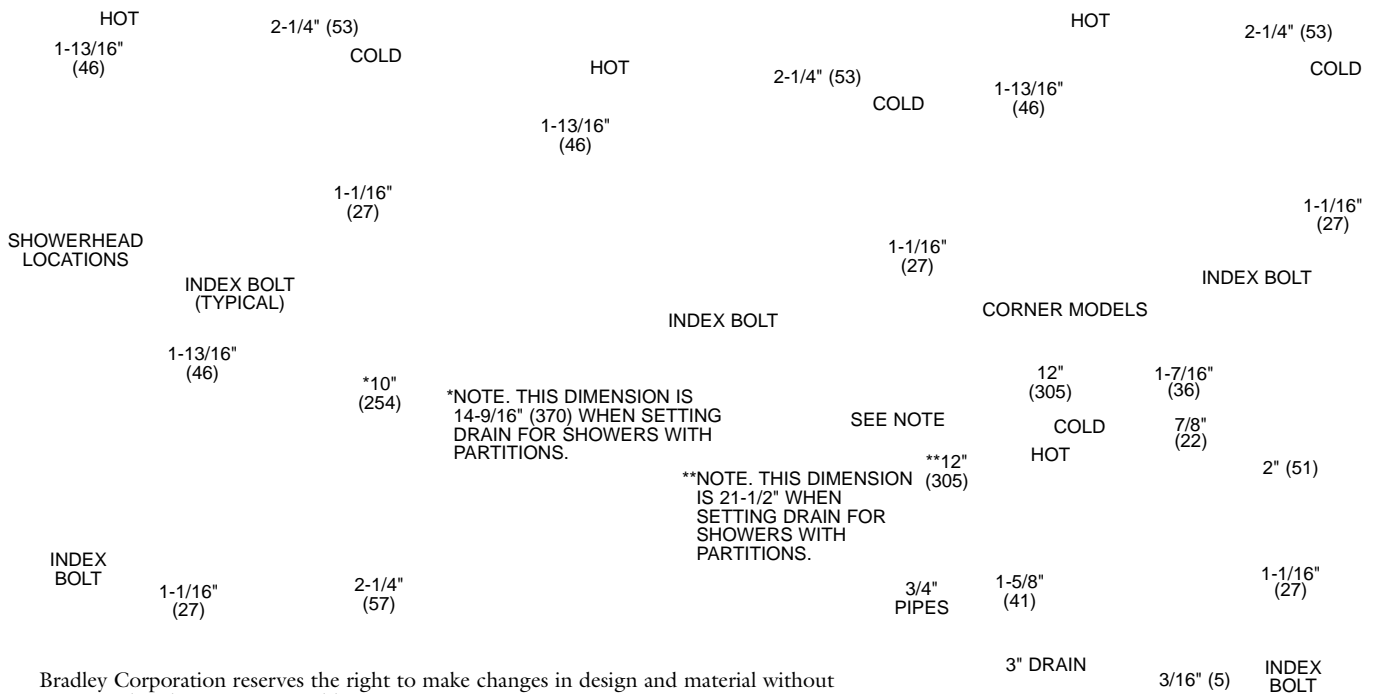 HOT
2-1/4" (53)
1-13/16"
(46)
COLD
HOT
2-1/4" (53)
COLD
1-13/16"
(46)
HOT
2-1/4" (53)
COLD
1-13/16"
(46)
1-1/16"
(27)
1-1/16"
(27)
1-1/16"
(27)
SHOWERHEAD
LOCATIONS
INDEX BOLT
(TYPICAL)
INDEX BOLT
INDEX BOLT
CORNER MODELS
1-13/16"
(46)
*10"
(254)
*NOTE. THIS DIMENSION IS
14-9/16" (370) WHEN SETTING
DRAIN FOR SHOWERS WITH
PARTITIONS.
SEE NOTE
12"
(305)
1-7/16"
(36)
COLD
7/8"
(22)
HOT
**12"
(305)
2" (51)
**NOTE. THIS DIMENSION
IS 21-1/2" WHEN
SETTING DRAIN FOR
SHOWERS WITH
PARTITIONS.
INDEX
BOLT
1-1/16"
(27)
2-1/4"
(57)
3/4"
PIPES
1-5/8"
(41)
1-1/16"
(27)
3" DRAIN
3/16" (5)
INDEX
BOLT
Bradley Corporation reserves the right to make changes in design and material without